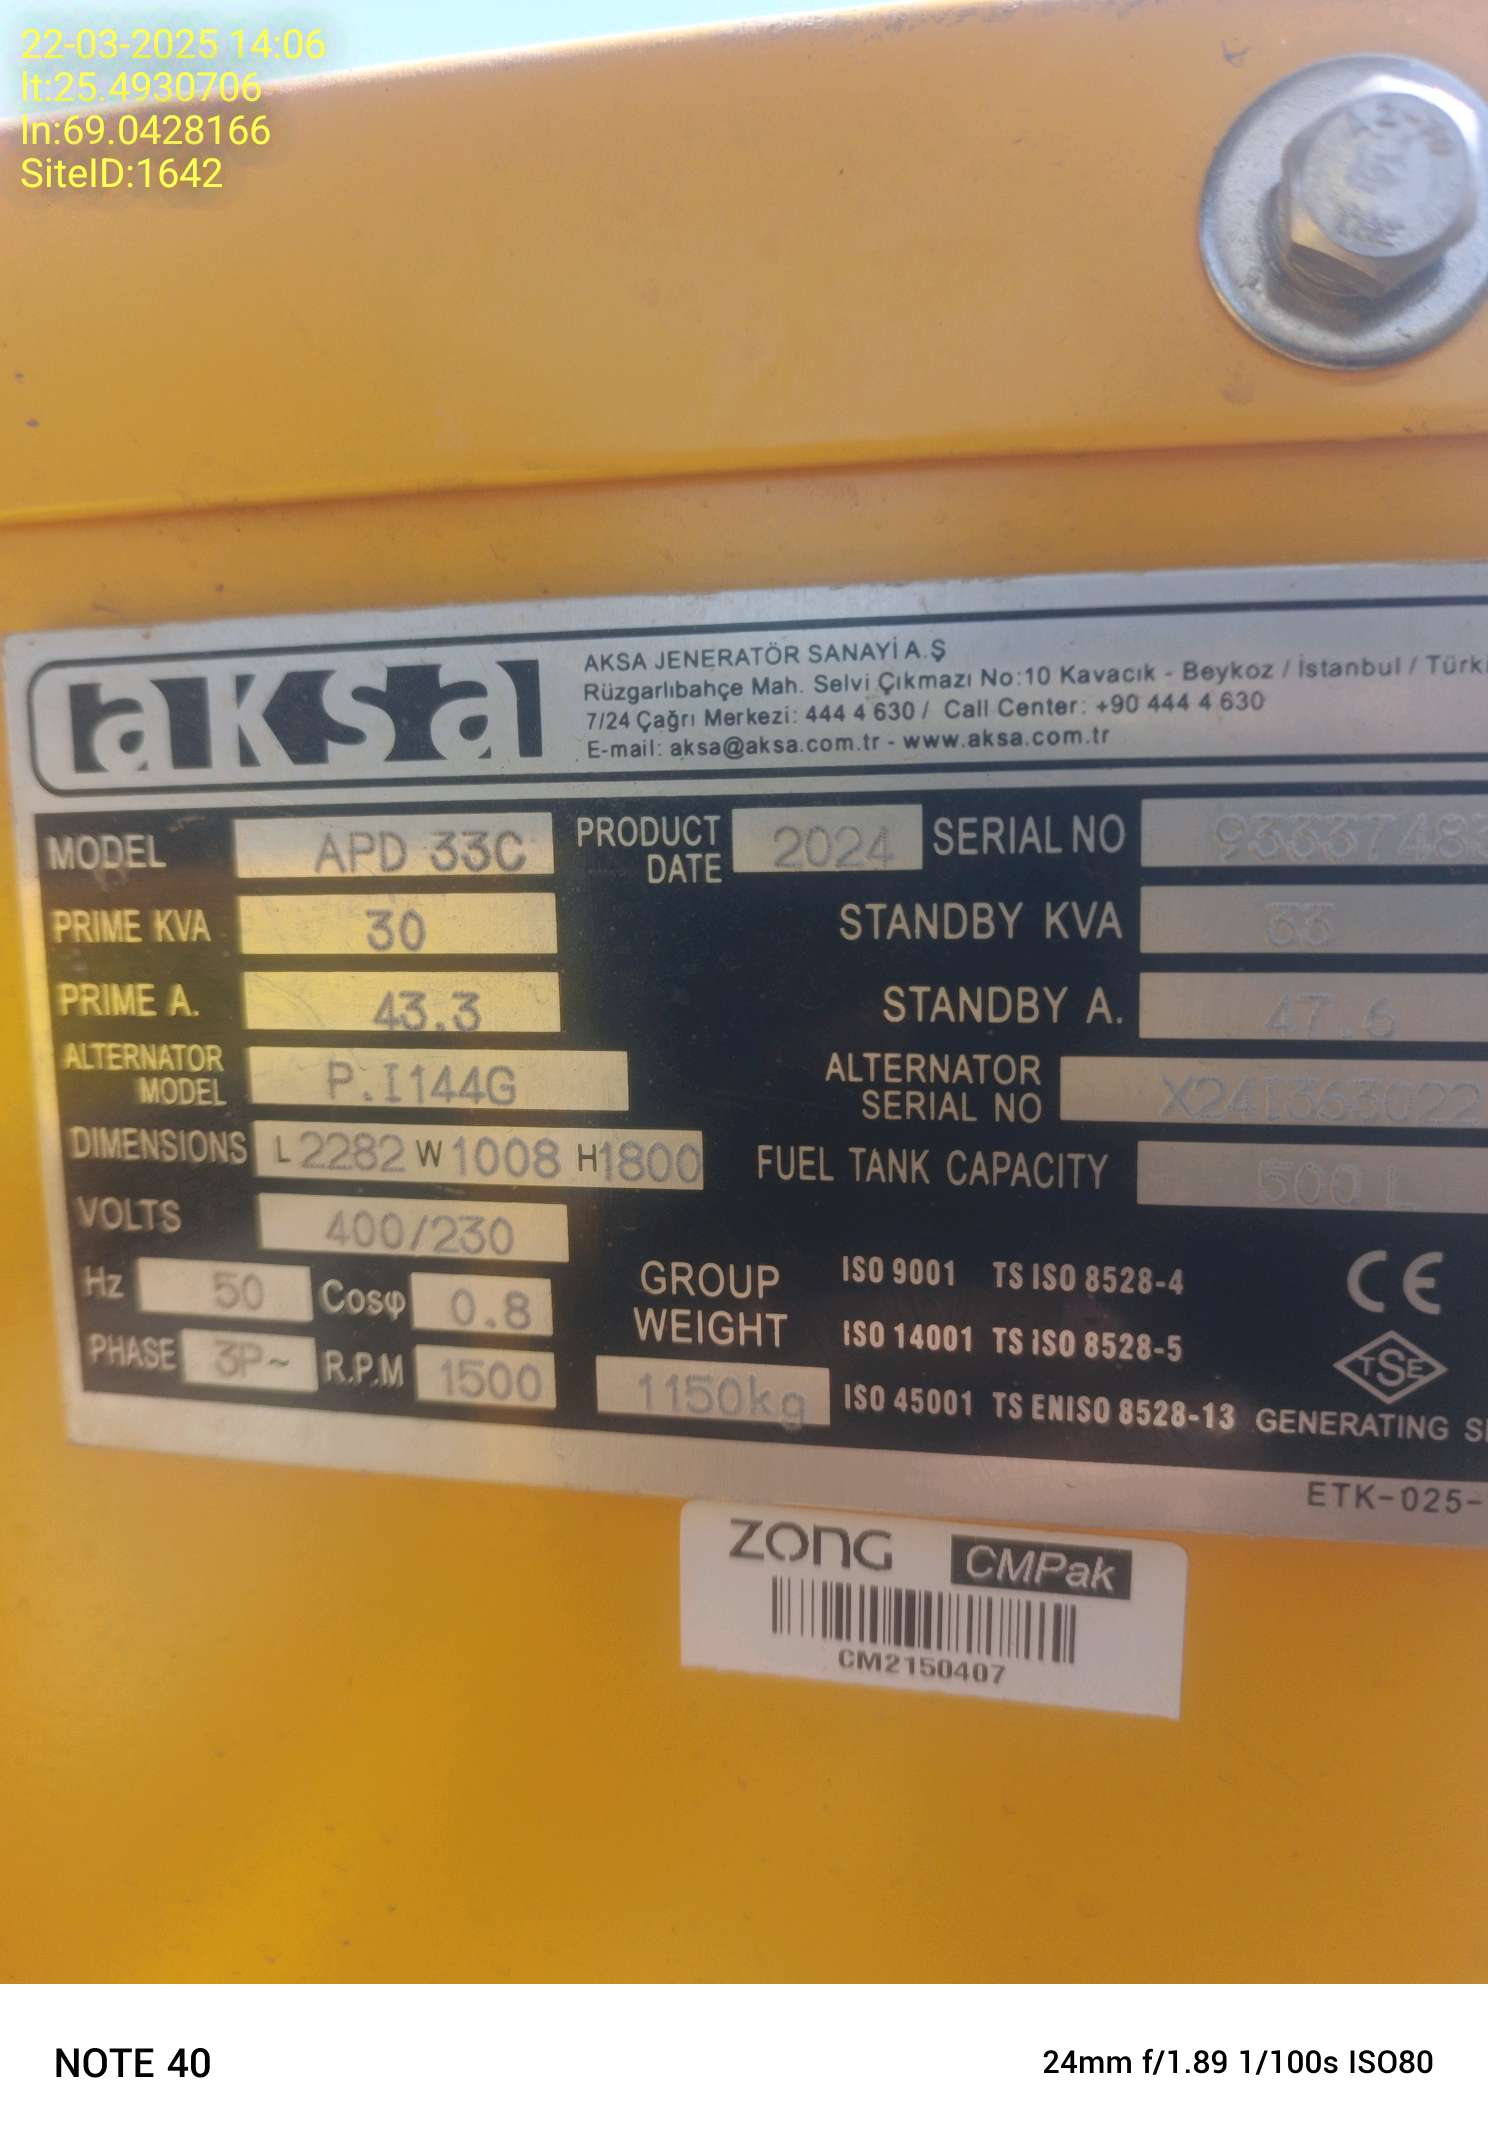 22-03-2025 14:06
lt:25.4930706
ln:69.0428166
SiteID:1642
aksa
AKSA JENERATÖR SANAYİ A.Ş
Rüzgarlıbahçe Mah. Selvi Çıkmazı No:10 Kavacık - Beykoz / İstanbul / Türki
7/24 Çağrı Merkezi: 444 4 630 / Call Center: +90 444 4 630
E-mail: aksa@aksa.com.tr - www.aksa.com.tr
MODEL APD 33C PRODUCT DATE 2024 SERIAL NO 93337483
PRIME KVA 30 STANDBY KVA 33
PRIME A. 43.3 STANDBY A. 47.6
ALTERNATOR MODEL P.I144G ALTERNATOR SERIAL NO
DIMENSIONS L 2282 W 1008 H 1800 FUEL TANK CAPACITY 500 L
VOLTS 400/230
Hz 50 Cosφ 0.8
PHASE 3P~ R.P.M 1500
GROUP WEIGHT
1150kg
ISO 9001 TS ISO 8528-4
ISO 14001 TS ISO 8528-5
ISO 45001 TS ENISO 8528-13
CE
TSE
GENERATING S
ETK-025-
ZONG CMPak
CM2150407
NOTE 40
24mm f/1.89 1/100s ISO80